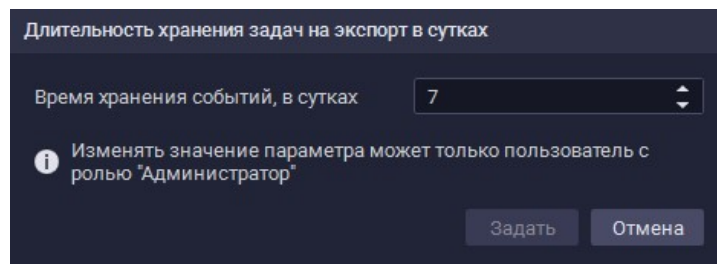 Длительность хранения задач на экспорт в сутках
Время хранения событий, в сутках 7
Изменять значение параметра может только пользователь с
ролью "Администратор"
Задать Отмена